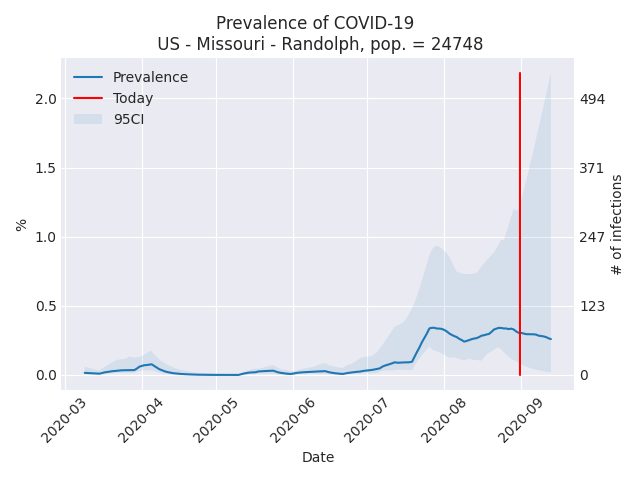 Prevalence of COVID-19
US - Missouri - Randolph, pop. = 24748
Prevalence
Today
95CI
2.0
1.5
1.0
0.5
0.0
%
494
371
247
123
0
# of infections
2020-03
2020-04
2020-05
2020-06
2020-07
2020-08
2020-09
Date